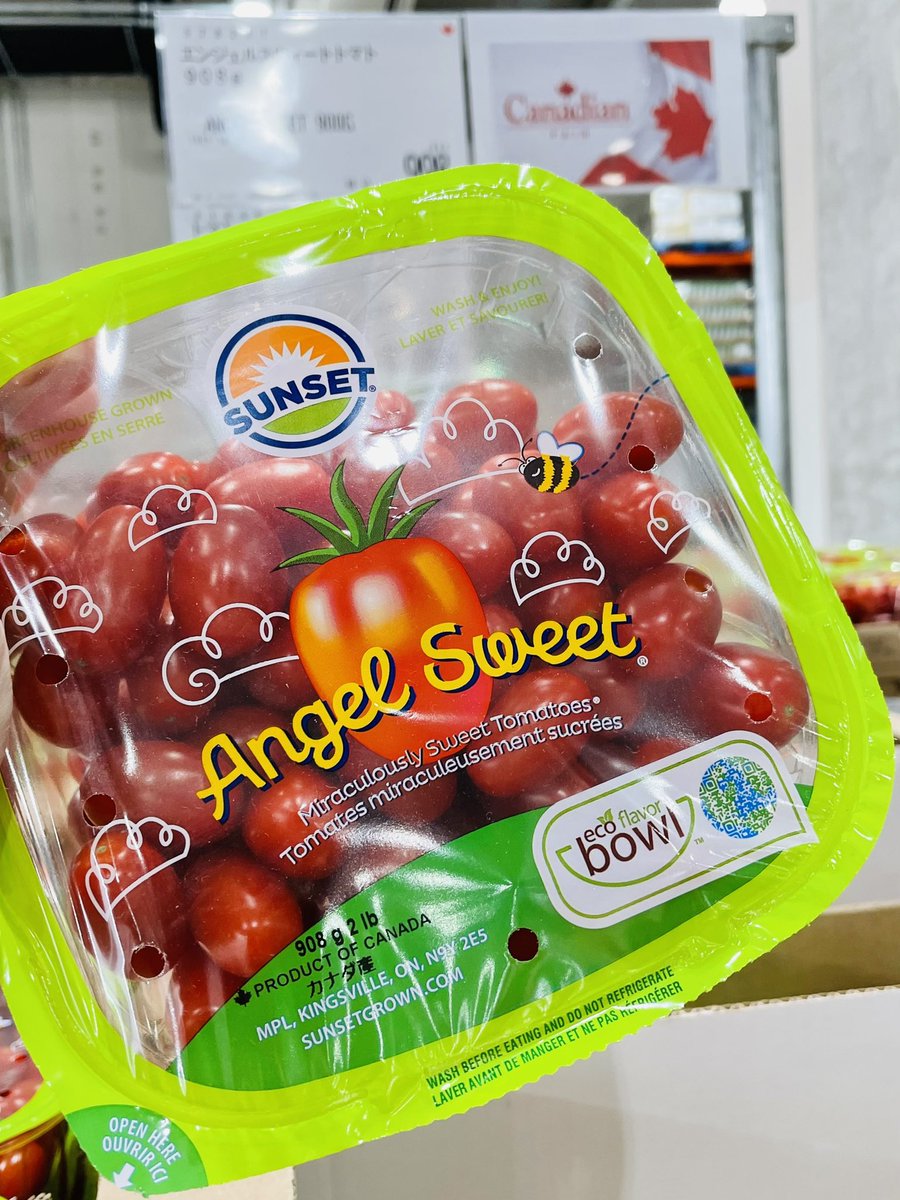 908g
908
Canadian
WASH & ENJOY!
LAVER ET SAVOURER!
SUNSET®
GREENHOUSE GROWN
CULTIVÉES EN SERRE
Angel Sweet®
Miraculously Sweet Tomatoes®
Tomates miraculeusement sucrées
eco flavor
bowl™
908 g 2 lb
PRODUCT OF CANADA
カナダ産
MPL, KINGSVILLE, ON, N9Y 2E5
SUNSETGROWN.COM
WASH BEFORE EATING AND DO NOT REFRIGERATE
LAVER AVANT DE MANGER ET NE PAS RÉFRIGÉRER
OPEN HERE
OUVRIR ICI